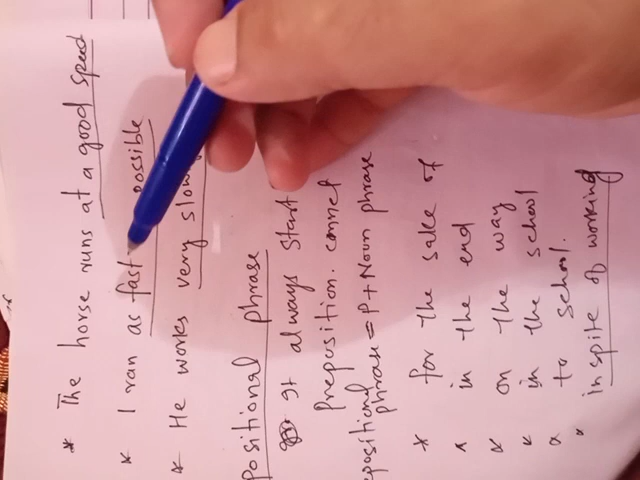 * The horse runs at a good speed
* I ran as fast possible
* He works very slow
positional phrase
It always start
preposition. connet
epositional phrase = P + Noun phrase
* for the sake of
* in the end
* on the way
* in the school
* to school.
* inspite of working